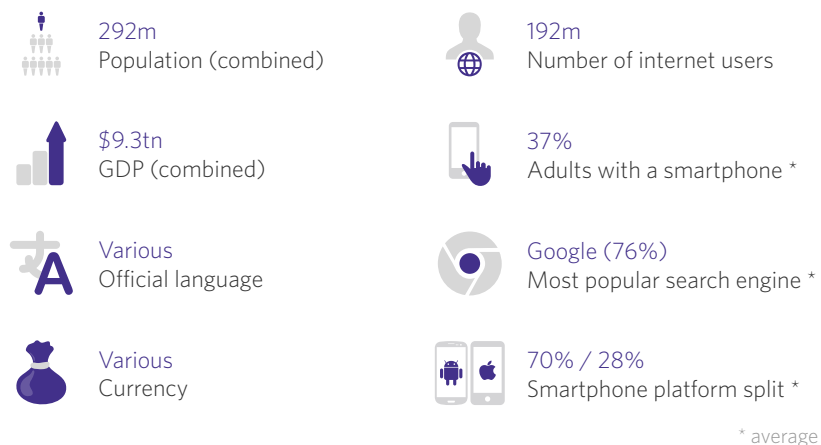 292m
Population (combined)
192m
Number of internet users
$9.3tn
GDP (combined)
37%
Adults with a smartphone *
Various
Official language
Google (76%)
Most popular search engine *
Various
Currency
70% / 28%
Smartphone platform split *
* average